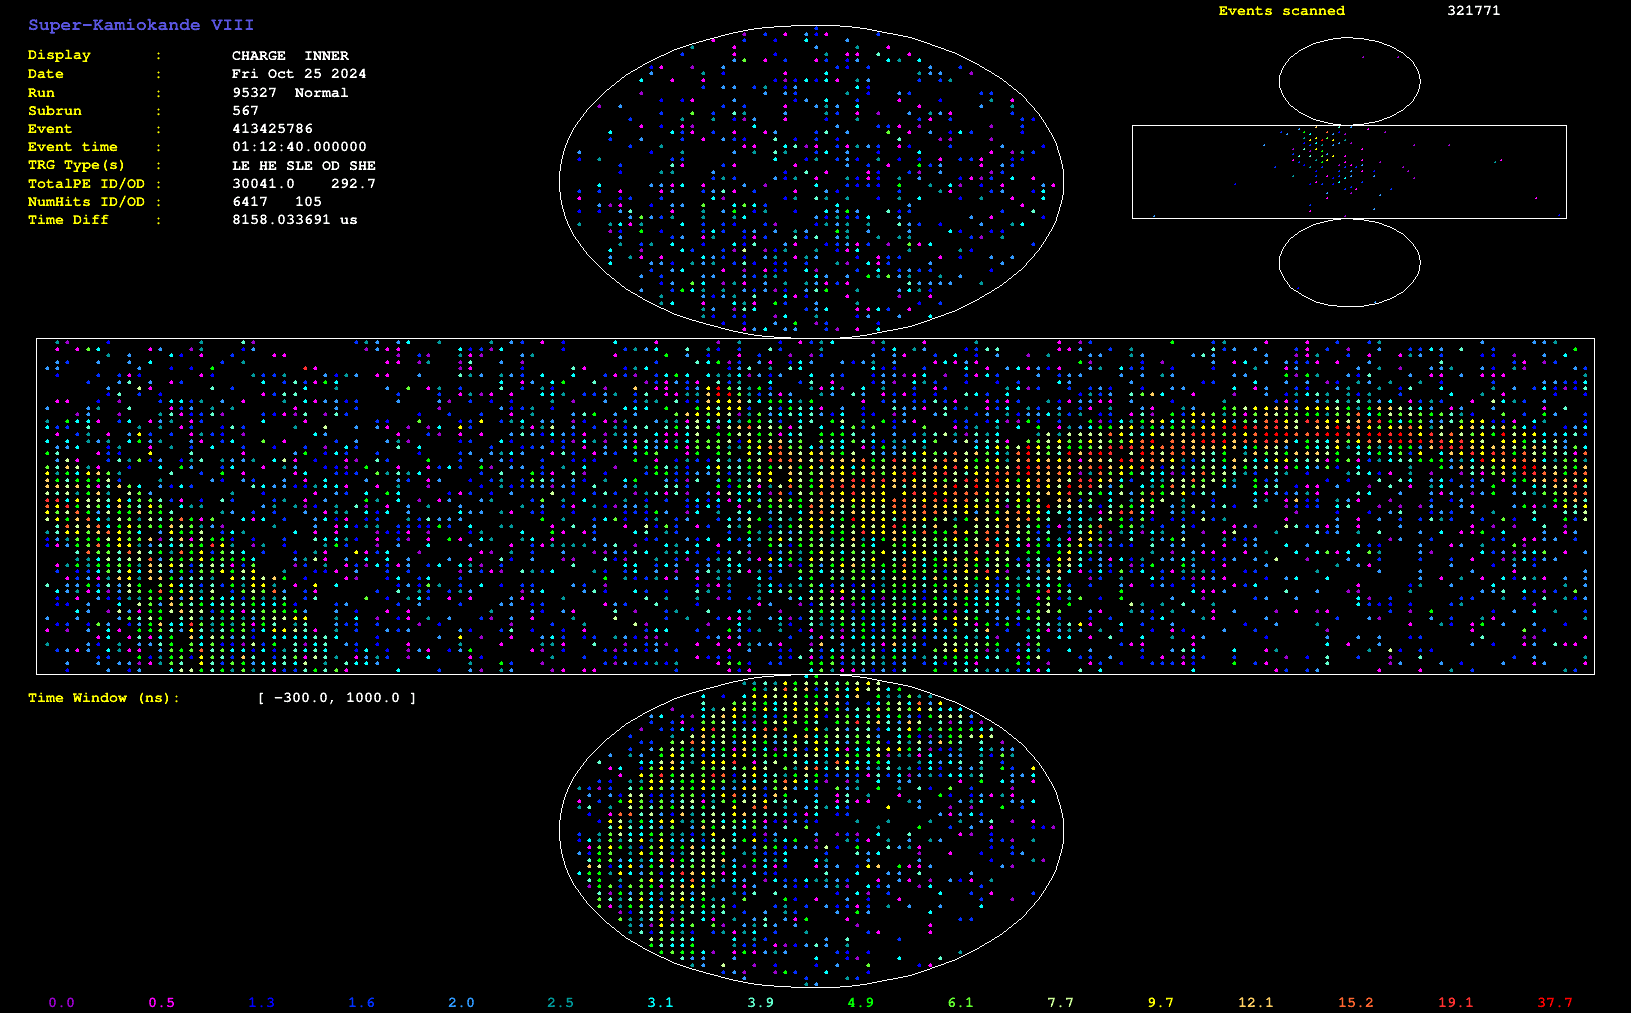 Super-Kamiokande VIII
Events scanned 321771
Display : CHARGE INNER
Date : Fri Oct 25 2024
Run : 95327 Normal
Subrun : 567
Event : 413425786
Event time : 01:12:40.000000
TRG Type(s) : LE HE SLE OD SHE
TotalPE ID/OD : 30041.0 292.7
NumHits ID/OD : 6417 105
Time Diff : 8158.033691 us
Time Window (ns): [ -300.0, 1000.0 ]
0.0 0.5 1.3 1.6 2.0 2.5 3.1 3.9 4.9 6.1 7.7 9.7 12.1 15.2 19.1 37.7